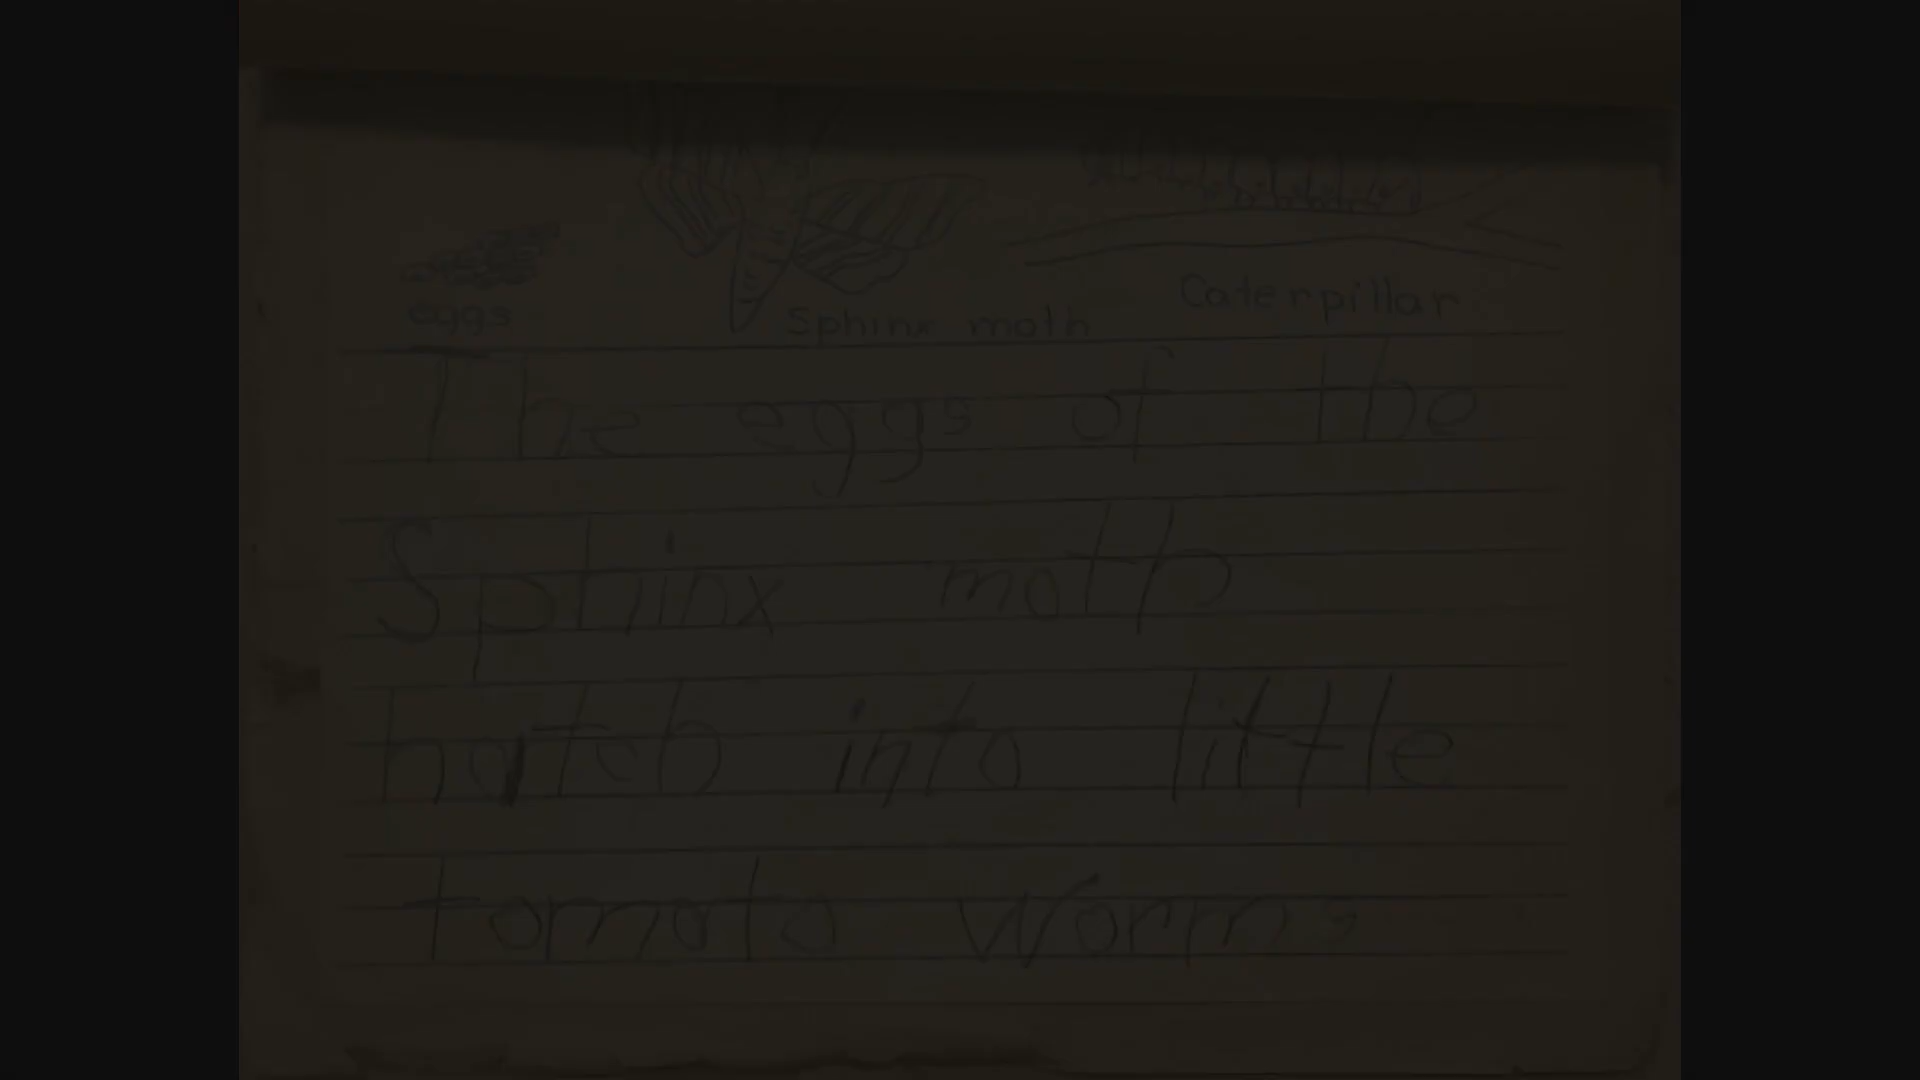 eggs
Sphinx moth
Caterpillar
The eggs of the
Sphinx moth
hatch into little
tomato worms